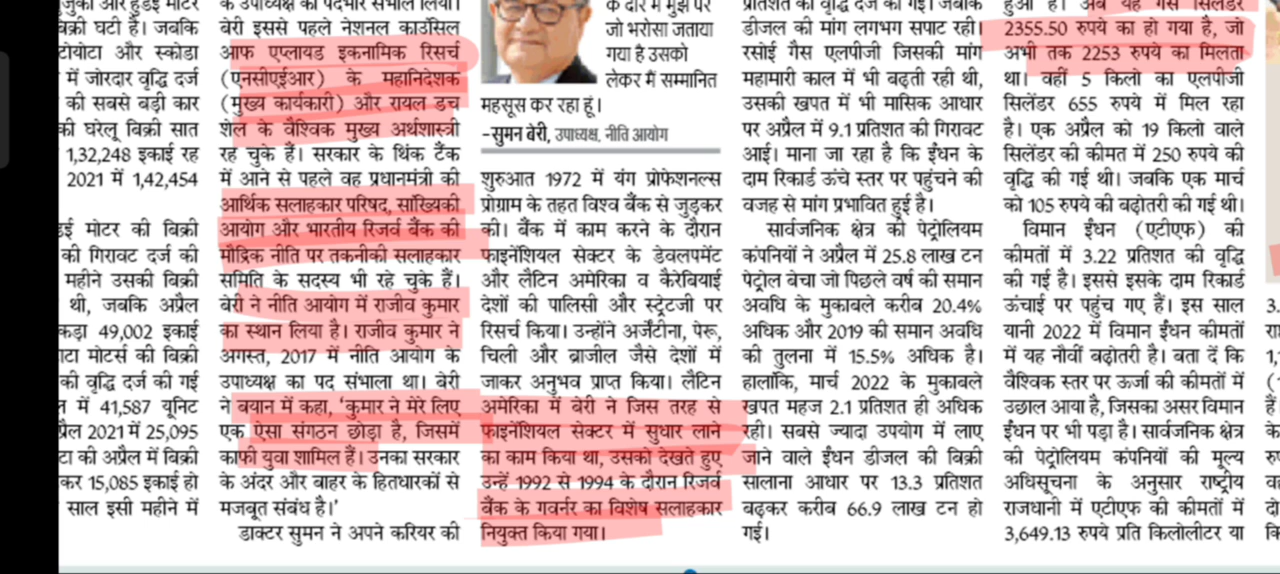 बिक्री घटी है। जबकि
टोयोटा और स्कोडा
में जोरदार वृद्धि दर्ज
की सबसे बड़ी कार
की घरेलू बिक्री सात
1,32,248 इकाई रह
2021 में 1,42,454
मोटर की बिक्री
की गिरावट दर्ज की
महीने उसकी बिक्री
थी, जबकि अप्रैल
49,002 इकाई
मोटर्स की बिक्री
की वृद्धि दर्ज की गई
में 41,587 यूनिट
2021 में 25,095
की अप्रैल में बिक्री
कर 15,085 इकाई हो
साल इसी महीने में
के उपाध्यक्ष का पदभार संभाल लिया।
बेरी इससे पहले नेशनल काउंसिल
आफ एप्लायड इकनामिक रिसर्च
(एनसीएईआर) के महानिदेशक
(मुख्य कार्यकारी) और रायल डच
शेल के वैश्विक मुख्य अर्थशास्त्री
रह चुके हैं। सरकार के थिंक टैंक
में आने से पहले वह प्रधानमंत्री की
आर्थिक सलाहकार परिषद, सांख्यिकी
आयोग और भारतीय रिजर्व बैंक की
मौद्रिक नीति पर तकनीकी सलाहकार
समिति के सदस्य भी रहे चुके हैं।
बेरी ने नीति आयोग में राजीव कुमार
का स्थान लिया है। राजीव कुमार ने
अगस्त, 2017 में नीति आयोग के
उपाध्यक्ष का पद संभाला था। बेरी
ने बयान में कहा, 'कुमार ने मेरे लिए
एक ऐसा संगठन छोड़ा है, जिसमें
काफी युवा शामिल हैं। उनका सरकार
के अंदर और बाहर के हितधारकों से
मजबूत संबंध है।'
डाक्टर सुमन ने अपने करियर की
के दौर में मुझ पर
जो भरोसा जताया
गया है उसको
लेकर मैं सम्मानित
महसूस कर रहा हूं।
-सुमन बेरी, उपाध्यक्ष, नीति आयोग
शुरुआत 1972 में यंग प्रोफेशनल्स
प्रोग्राम के तहत विश्व बैंक से जुड़कर
की। बैंक में काम करने के दौरान
फाइनेंशियल सेक्टर के डेवलपमेंट
और लैटिन अमेरिका व कैरेबियाई
देशों की पालिसी और स्ट्रेटजी पर
रिसर्च किया। उन्होंने अर्जेंटीना, पेरू,
चिली और ब्राजील जैसे देशों में
जाकर अनुभव प्राप्त किया। लैटिन
अमेरिका में बेरी ने जिस तरह से
फाइनेंशियल सेक्टर में सुधार लाने
का काम किया था, उसको देखते हुए
उन्हें 1992 से 1994 के दौरान रिजर्व
बैंक के गवर्नर का विशेष सलाहकार
नियुक्त किया गया।
प्रतिशत की वृद्धि दर्ज की गई। जबकि
डीजल की मांग लगभग सपाट रही।
रसोई गैस एलपीजी जिसकी मांग
महामारी काल में भी बढ़ती रही थी,
उसकी खपत में भी मासिक आधार
पर अप्रैल में 9.1 प्रतिशत की गिरावट
आई। माना जा रहा है कि ईंधन के
दाम रिकार्ड ऊंचे स्तर पर पहुंचने की
वजह से मांग प्रभावित हुई है।
सार्वजनिक क्षेत्र की पेट्रोलियम
कंपनियों ने अप्रैल में 25.8 लाख टन
पेट्रोल बेचा जो पिछले वर्ष की समान
अवधि के मुकाबले करीब 20.4%
अधिक और 2019 की समान अवधि
की तुलना में 15.5% अधिक है।
हालांकि, मार्च 2022 के मुकाबले
खपत महज 2.1 प्रतिशत ही अधिक
रही। सबसे ज्यादा उपयोग में लाए
जाने वाले ईंधन डीजल की बिक्री
सालाना आधार पर 13.3 प्रतिशत
बढ़कर करीब 66.9 लाख टन हो
गई।
हुआ है। अब यह गैस सिलेंडर
2355.50 रुपये का हो गया है, जो
अभी तक 2253 रुपये का मिलता
था। वहीं 5 किलो का एलपीजी
सिलेंडर 655 रुपये में मिल रहा
है। एक अप्रैल को 19 किलो वाले
सिलेंडर की कीमत में 250 रुपये की
वृद्धि की गई थी। जबकि एक मार्च
को 105 रुपये की बढ़ोतरी की गई थी।
विमान ईंधन (एटीएफ) की
कीमतों में 3.22 प्रतिशत की वृद्धि
की गई है। इससे इसके दाम रिकार्ड
ऊंचाई पर पहुंच गए हैं। इस साल
यानी 2022 में विमान ईंधन कीमतों
में यह नौवीं बढ़ोतरी है। बता दें कि
वैश्विक स्तर पर ऊर्जा की कीमतों में
उछाल आया है, जिसका असर विमान
ईंधन पर भी पड़ा है। सार्वजनिक क्षेत्र
की पेट्रोलियम कंपनियों की मूल्य
अधिसूचना के अनुसार राष्ट्रीय
राजधानी में एटीएफ की कीमतों में
3,649.13 रुपये प्रति किलोलीटर या